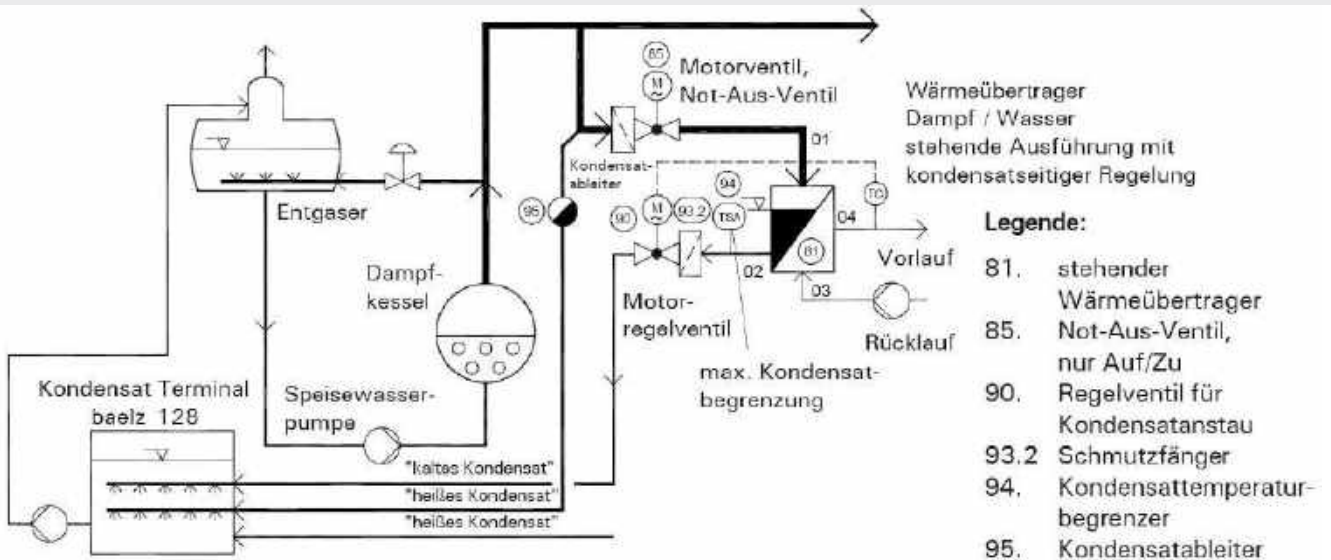 85
M
~
Motorventil,
Not-Aus-Ventil
Wärmeübertrager
Dampf / Wasser
stehende Ausführung mit
kondsatseitiger Regelung
01
Kondensat-
ableiter
Entgaser
95
90
M
~
93.2
94
TSA
TC
04
81
02
03
Vorlauf
Rücklauf
Motor-
regelventil
max. Kondensat-
begrenzung
Dampf-
kessel
Speisewasser-
pumpe
Kondensat Terminal
baelz 128
"kaltes Kondensat"
"heißes Kondensat"
"heißes Kondensat"
Legende:
81. stehender
Wärmeübertrager
85. Not-Aus-Ventil,
nur Auf/Zu
90. Regelventil für
Kondensatanstau
93.2 Schmutzfänger
94. Kondensattemperatur-
begrenzer
95. Kondensatableiter